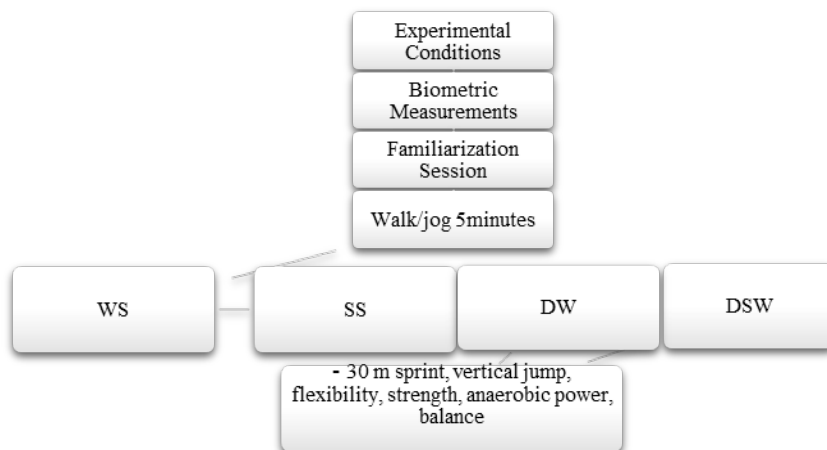 Experimental
Conditions
Biometric
Measurements
Familiarization
Session
Walk/jog 5minutes
WS
SS
DW
DSW
- 30 m sprint, vertical jump,
flexibility, strength, anaerobic power,
balance